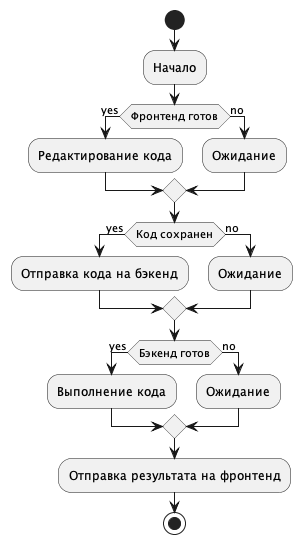 Начало
yes
Фронтенд готов
no
Редактирование кода
Ожидание
yes
Код сохранен
no
Отправка кода на бэкенд
Ожидание
yes
Бэкенд готов
no
Выполнение кода
Ожидание
Отправка результата на фронтенд